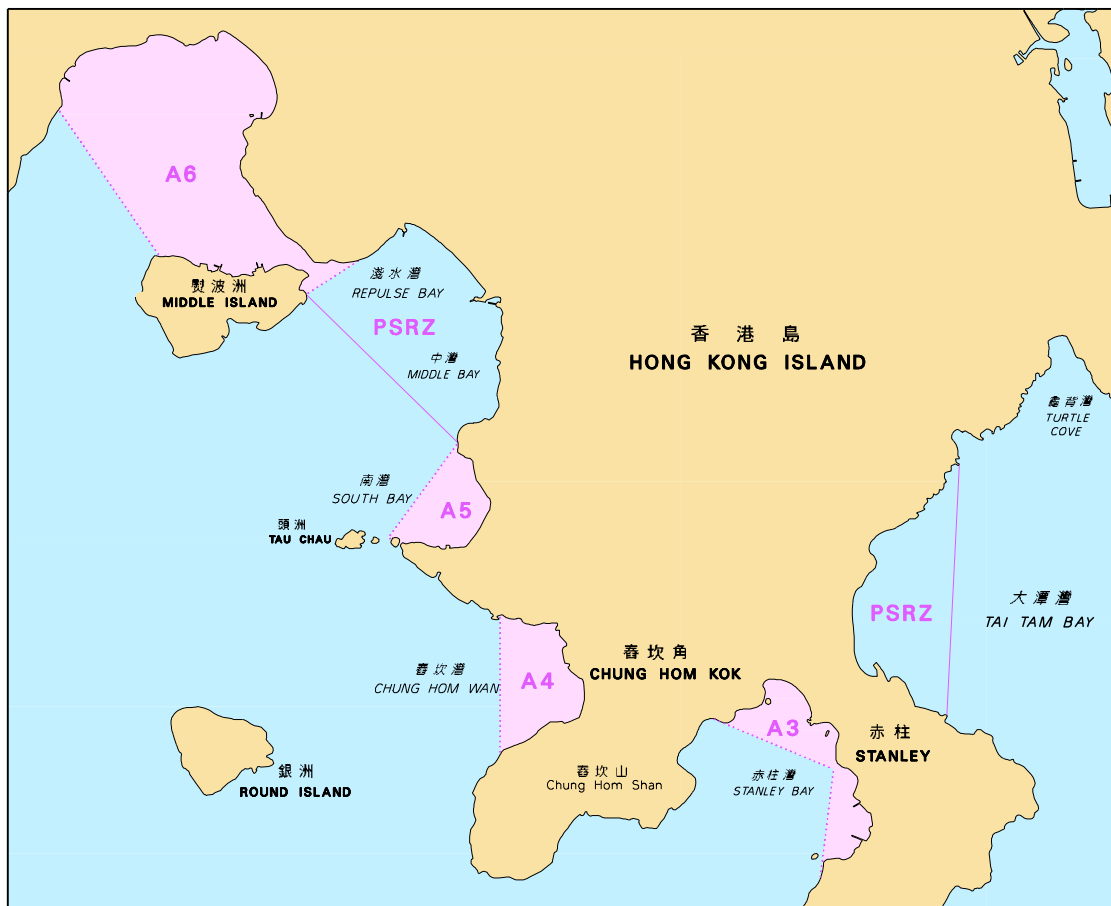 A6
熨波洲
MIDDLE ISLAND
淺水灣
REPULSE BAY
PSRZ
中灣
MIDDLE BAY
香港島
HONG KONG ISLAND
龜背灣
TURTLE
COVE
南灣
SOUTH BAY
A5
頭洲
TAU CHAU
大潭灣
TAI TAM BAY
PSRZ
舂坎灣
CHUNG HOM WAN
A4
舂坎角
CHUNG HOM KOK
A3
赤柱
STANLEY
銀洲
ROUND ISLAND
舂坎山
Chung Hom Shan
赤柱灣
STANLEY BAY